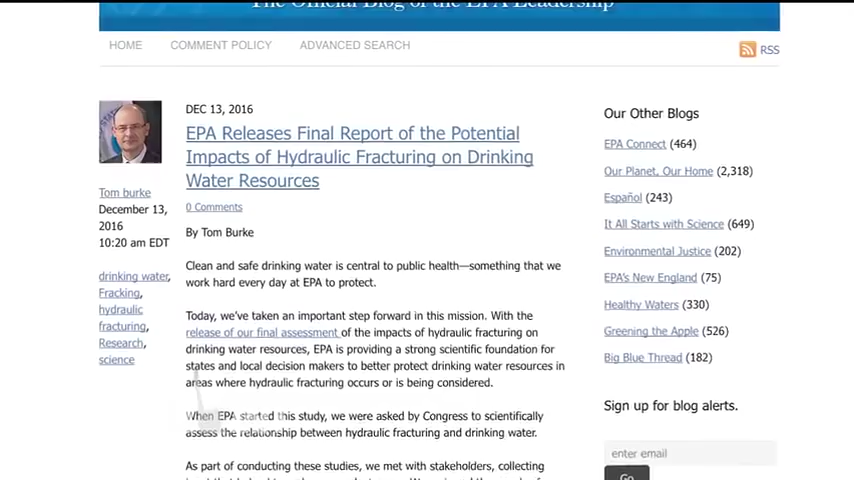 The Official Blog of the EPA Leadership
HOME COMMENT POLICY ADVANCED SEARCH
RSS
Tom burke
December 13,
2016
10:20 am EDT
drinking water,
Fracking,
hydraulic
fracturing,
Research,
science
DEC 13, 2016
EPA Releases Final Report of the Potential
Impacts of Hydraulic Fracturing on Drinking
Water Resources
0 Comments
By Tom Burke
Clean and safe drinking water is central to public health—something that we
work hard every day at EPA to protect.
Today, we've taken an important step forward in this mission. With the
release of our final assessment of the impacts of hydraulic fracturing on
drinking water resources, EPA is providing a strong scientific foundation for
states and local decision makers to better protect drinking water resources in
areas where hydraulic fracturing occurs or is being considered.
When EPA started this study, we were asked by Congress to scientifically
assess the relationship between hydraulic fracturing and drinking water.
As part of conducting these studies, we met with stakeholders, collecting
Our Other Blogs
EPA Connect (464)
Our Planet, Our Home (2,318)
Español (243)
It All Starts with Science (649)
Environmental Justice (202)
EPA's New England (75)
Healthy Waters (330)
Greening the Apple (526)
Big Blue Thread (182)
Sign up for blog alerts.
enter email
Go